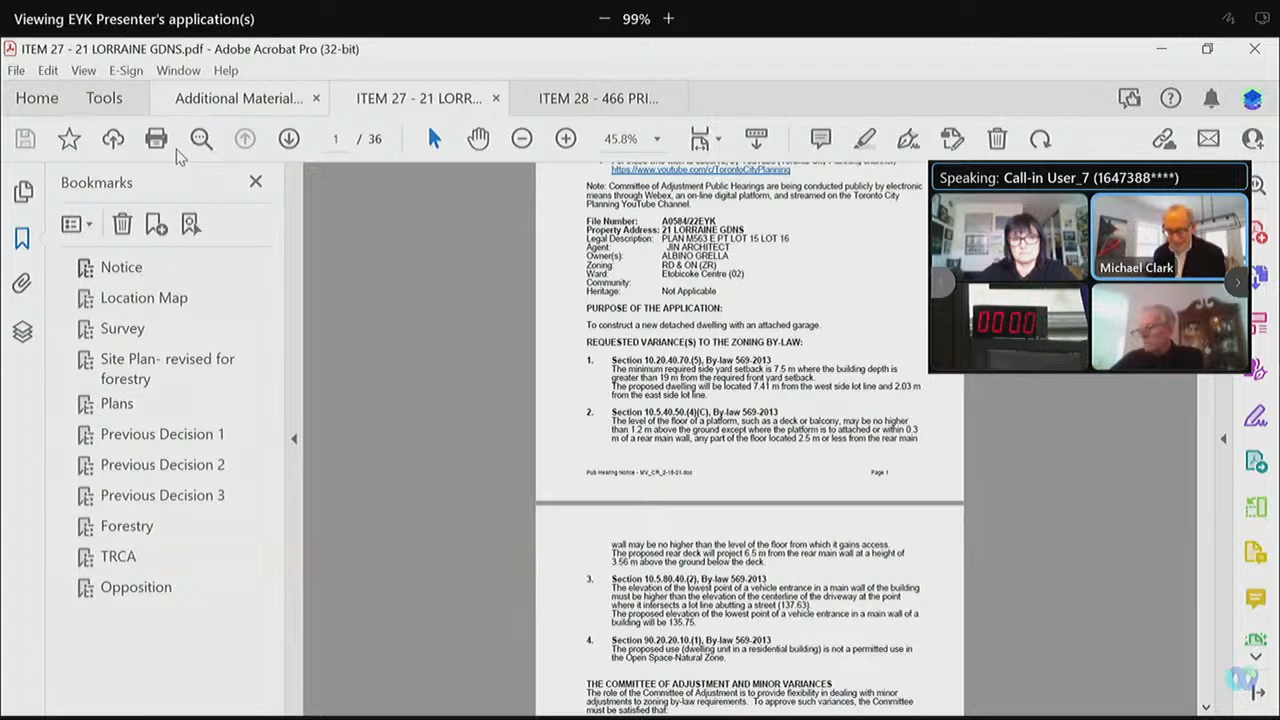 Viewing EYK Presenter's application(s)
99%
ITEM 27 - 21 LORRAINE GDNS.pdf - Adobe Acrobat Pro (32-bit)
File Edit View E-Sign Window Help
Home Tools Additional Material... ITEM 27 - 21 LORR... ITEM 28 - 466 PRI...
1 / 36 45.8%
Bookmarks
Notice
Location Map
Survey
Site Plan- revised for
forestry
Plans
Previous Decision 1
Previous Decision 2
Previous Decision 3
Forestry
TRCA
Opposition
https://www.youtube.com/c/TorontoCityPlanning
Note: Committee of Adjustment Public Hearings are being conducted publicly by electronic
means through Webex, an on-line digital platform, and streamed on the Toronto City
Planning YouTube Channel.
File Number: A0584/22EYK
Property Address: 21 LORRAINE GDNS
Legal Description: PLAN M563 E PT LOT 15 LOT 16
Agent: JIN ARCHITECT
Owner(s): ALBINO GRELLA
Zoning: RD & ON (ZR)
Ward: Etobicoke Centre (02)
Community:
Heritage: Not Applicable
PURPOSE OF THE APPLICATION:
To construct a new detached dwelling with an attached garage.
REQUESTED VARIANCE(S) TO THE ZONING BY-LAW:
1. Section 10.20.40.70.(5), By-law 569-2013
The minimum required side yard setback is 7.5 m where the building depth is
greater than 19 m from the required front yard setback.
The proposed dwelling will be located 7.41 m from the west side lot line and 2.03 m
from the east side lot line.
2. Section 10.5.40.50.(4)(C), By-law 569-2013
The level of the floor of a platform, such as a deck or balcony, may be no higher
than 1.2 m above the ground except where the platform is to attached or within 0.3
m of a rear main wall, any part of the floor located 2.5 m or less from the rear main
Pub Hearing Notice - MV_CR_2-16-21.doc Page 1
wall may be no higher than the level of the floor from which it gains access.
The proposed rear deck will project 6.5 m from the rear main wall at a height of
3.56 m above the ground below the deck.
3. Section 10.5.80.40.(2), By-law 569-2013
The elevation of the lowest point of a vehicle entrance in a main wall of the building
must be higher than the elevation of the centerline of the driveway at the point
where it intersects a lot line abutting a street (137.63).
The proposed elevation of the lowest point of a vehicle entrance in a main wall of a
building will be 135.75.
4. Section 90.20.20.10.(1), By-law 569-2013
The proposed use (dwelling unit in a residential building) is not a permitted use in
the Open Space-Natural Zone.
THE COMMITTEE OF ADJUSTMENT AND MINOR VARIANCES
The role of the Committee of Adjustment is to provide flexibility in dealing with minor
adjustments to zoning by-law requirements. To approve such variances, the Committee
must be satisfied that:
Speaking: Call-in User_7 (1647388****)
Michael Clark
00:00